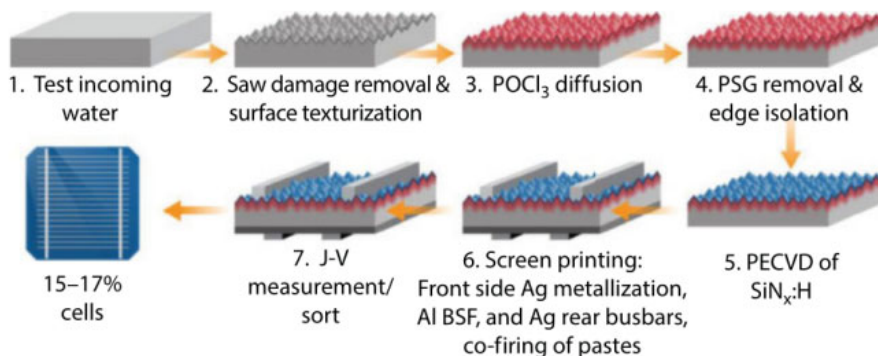 1. Test incoming
water
2. Saw damage removal &
surface texturization
3. POCl₃ diffusion
4. PSG removal &
edge isolation
5. PECVD of
SiNₓ:H
6. Screen printing:
Front side Ag metallization,
Al BSF, and Ag rear busbars,
co-firing of pastes
7. J-V
measurement/
sort
15–17%
cells